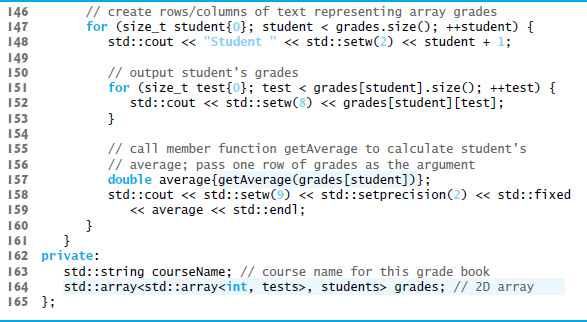 146 // create rows/columns of text representing array grades
147 for (size_t student{0}; student < grades.size(); ++student) {
148 std::cout << "Student " << std::setw(2) << student + 1;
149
150 // output student's grades
151 for (size_t test{0}; test < grades[student].size(); ++test) {
152 std::cout << std::setw(8) << grades[student][test];
153 }
154
155 // call member function getAverage to calculate student's
156 // average; pass one row of grades as the argument
157 double average{getAverage(grades[student])};
158 std::cout << std::setw(9) << std::setprecision(2) << std::fixed
159 << average << std::endl;
160 }
161 }
162 private:
163 std::string courseName; // course name for this grade book
164 std::array<std::array<int, tests>, students> grades; // 2D array
165 };